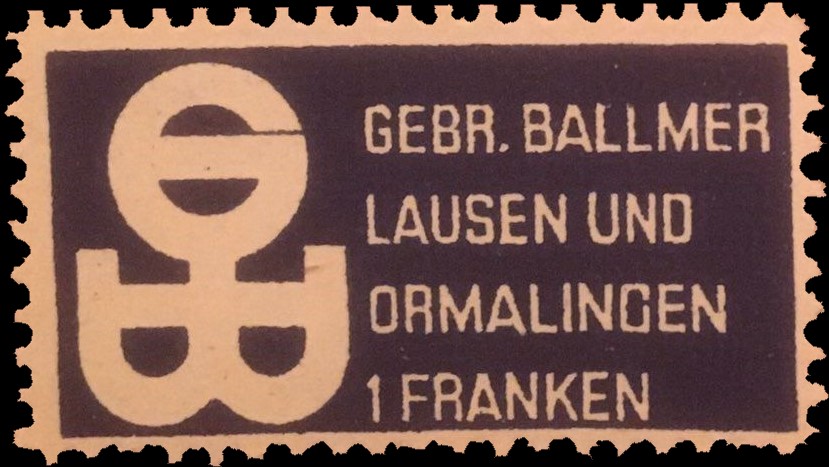 GEBR. BALLMER
LAUSEN UND
ORMALINGEN
1 FRANKEN